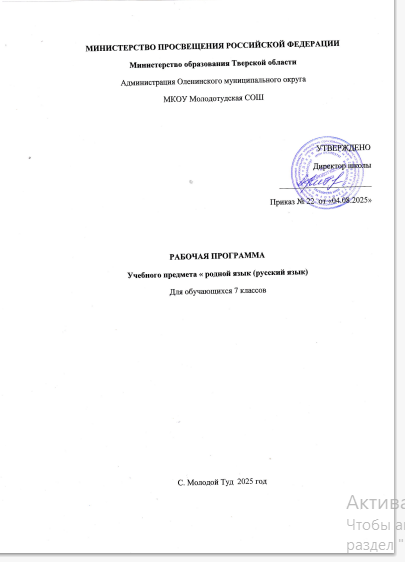 МИНИСТЕРСТВО ПРОСВЕЩЕНИЯ РОССИЙСКОЙ ФЕДЕРАЦИИ
Министерство образования Тверской области
Администрация Оленинского муниципального округа
МКОУ Молодотудская СОШ
УТВЕРЖДЕНО
Директор школы
Приказ № 22 от «04.08.2025»
РАБОЧАЯ ПРОГРАММА
Учебного предмета « родной язык (русский язык)
Для обучающихся 7 классов
С. Молодой Туд 2025 год
Актива
Чтобы а
раздел "